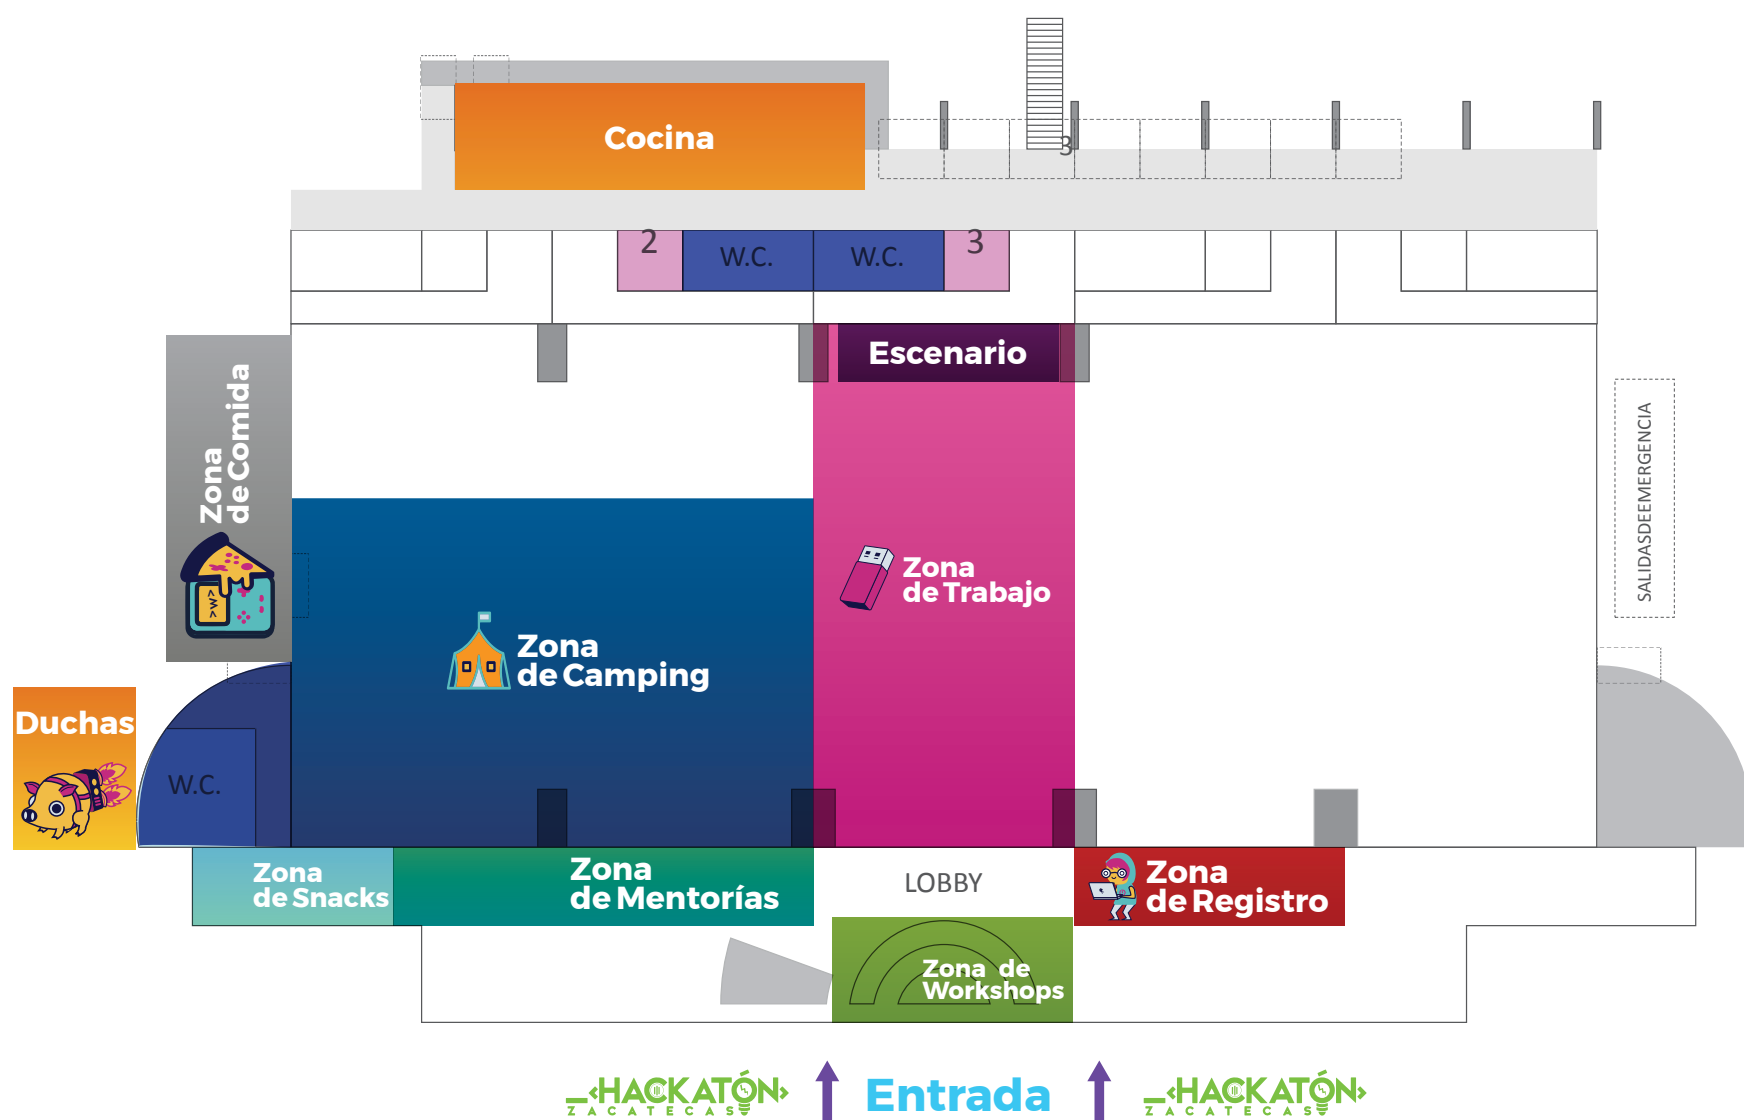 Cocina
3
2
W.C.
W.C.
3
Escenario
Zona
de Comida
>W>
SALIDASDEEMERGENCIA
Zona
de Trabajo
Zona
de Camping
Duchas
W.C.
Zona
de Snacks
Zona
de Mentorías
LOBBY
Zona
de Registro
Zona de
Workshops
<HACKATÓN>
ZACATECAS
Entrada
<HACKATÓN>
ZACATECAS